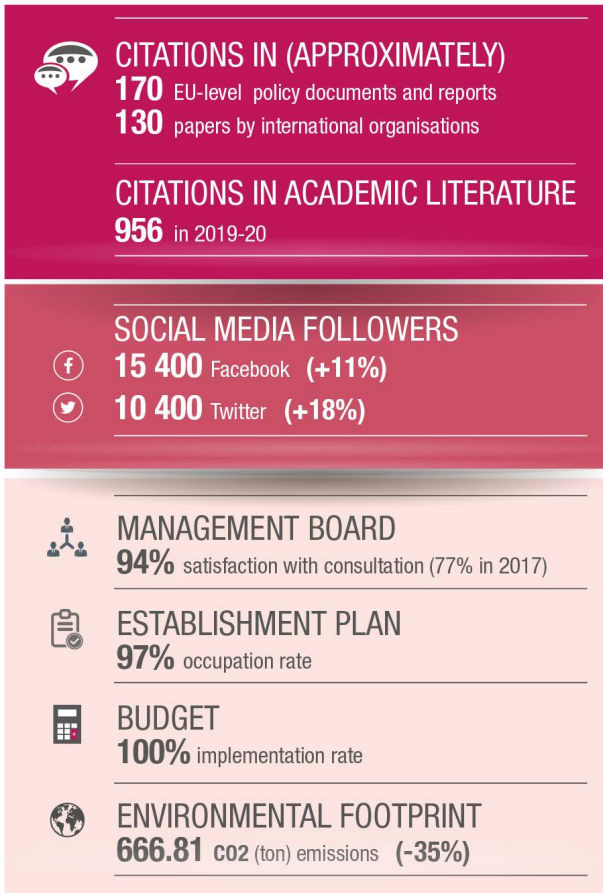 CITATIONS IN (APPROXIMATELY)
170 EU-level policy documents and reports
130 papers by international organisations
CITATIONS IN ACADEMIC LITERATURE
956 in 2019-20
SOCIAL MEDIA FOLLOWERS
15 400 Facebook (+11%)
10 400 Twitter (+18%)
MANAGEMENT BOARD
94% satisfaction with consultation (77% in 2017)
ESTABLISHMENT PLAN
97% occupation rate
BUDGET
100% implementation rate
ENVIRONMENTAL FOOTPRINT
666.81 CO2 (ton) emissions (-35%)